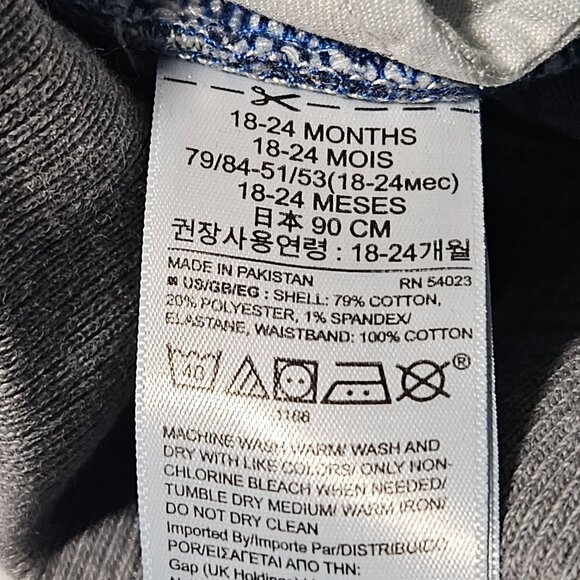 18-24 MONTHS
18-24 MOIS
79/84-51/53(18-24мес)
18-24 MESES
日本 90 CM
권장사용연령 : 18-24개월
MADE IN PAKISTAN RN 54023
US/GB/EG : SHELL: 79% COTTON,
20% POLYESTER, 1% SPANDEX/
ELASTANE, WAISTBAND: 100% COTTON
40 ®
1168
MACHINE WASH WARM/ WASH AND
DRY WITH LIKE COLORS/ ONLY NON-
CHLORINE BLEACH WHEN NEEDED/
TUMBLE DRY MEDIUM/ WARM IRON/
DO NOT DRY CLEAN
Imported By/Importe Par/DISTRIBUIDO
POR/ΕΙΣΑΓΕΤΑΙ ΑΠΟ ΤΗΝ:
Gap (UK Holdings)